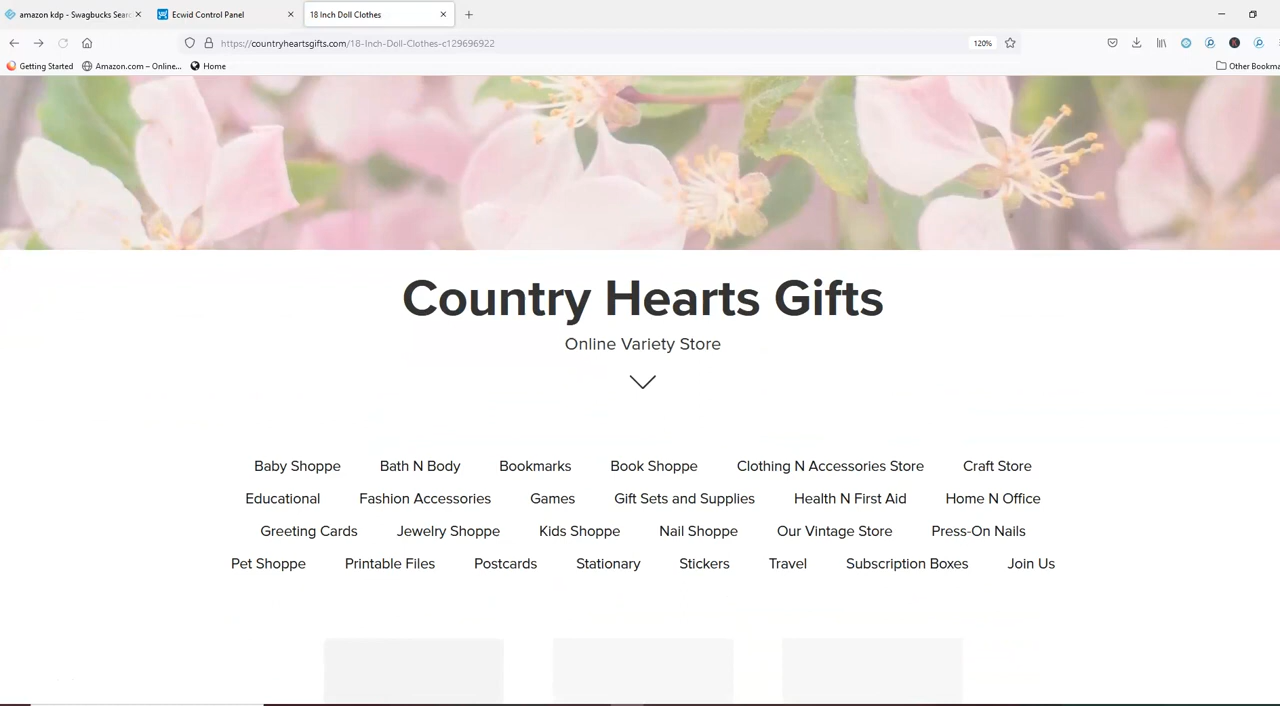 amazon kdp - Swagbucks Sear
Ecwid Control Panel
18 Inch Doll Clothes
https://countryheartsgifts.com/18-Inch-Doll-Clothes-c129696922
120%
Getting Started
Amazon.com – Online...
Home
Other Bookma
Country Hearts Gifts
Online Variety Store
Baby Shoppe Bath N Body Bookmarks Book Shoppe Clothing N Accessories Store Craft Store
Educational Fashion Accessories Games Gift Sets and Supplies Health N First Aid Home N Office
Greeting Cards Jewelry Shoppe Kids Shoppe Nail Shoppe Our Vintage Store Press-On Nails
Pet Shoppe Printable Files Postcards Stationary Stickers Travel Subscription Boxes Join Us